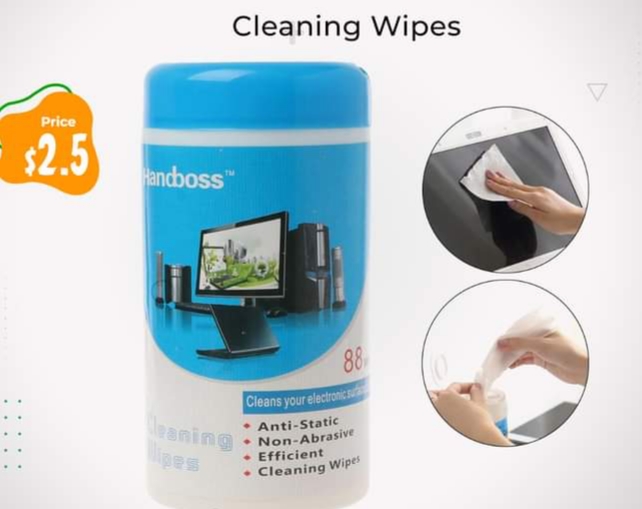 Cleaning Wipes
Price
$2.5
Handboss™
88
Cleans your electronic
Cleaning
Wipes
Anti-Static
Non-Abrasive
Efficient
Cleaning Wipes